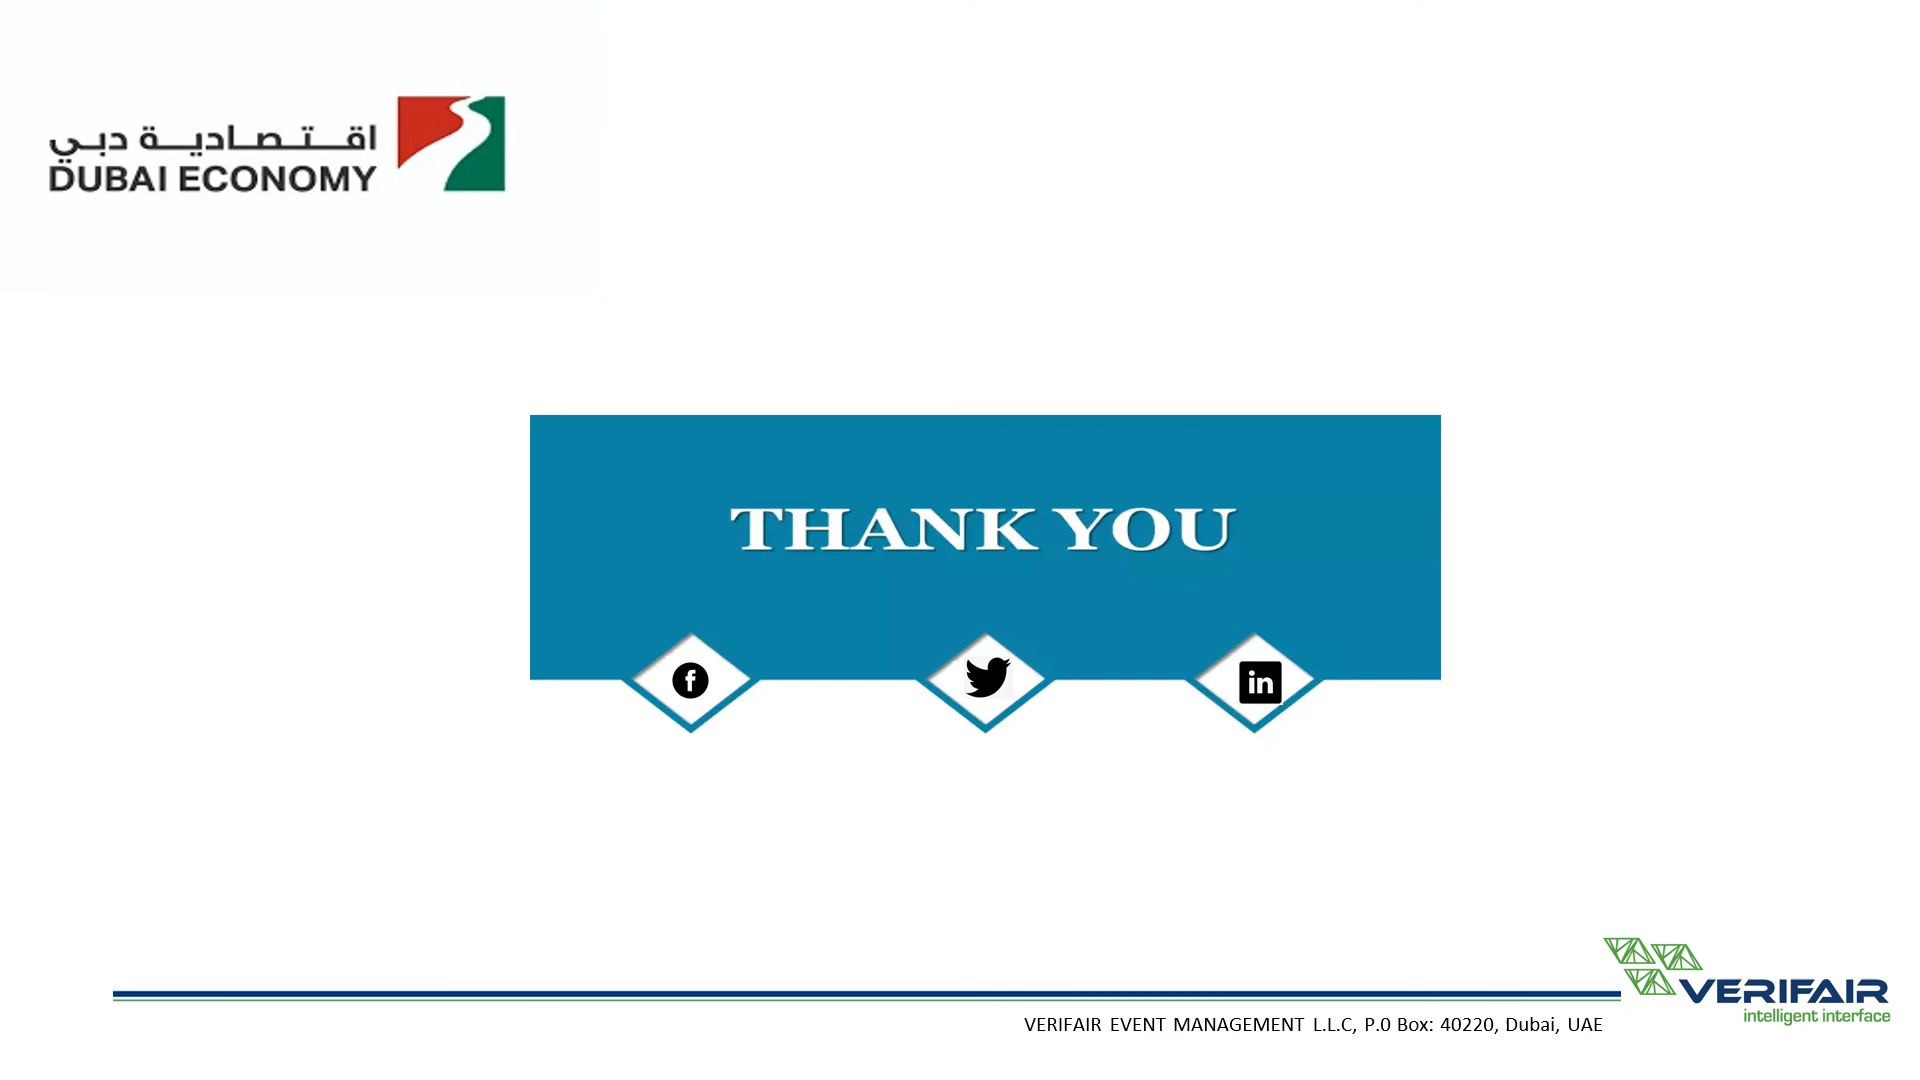 اقتصادية دبي
DUBAI ECONOMY
THANK YOU
f
in
VERIFAIR
intelligent interface
VERIFAIR EVENT MANAGEMENT L.L.C, P.0 Box: 40220, Dubai, UAE